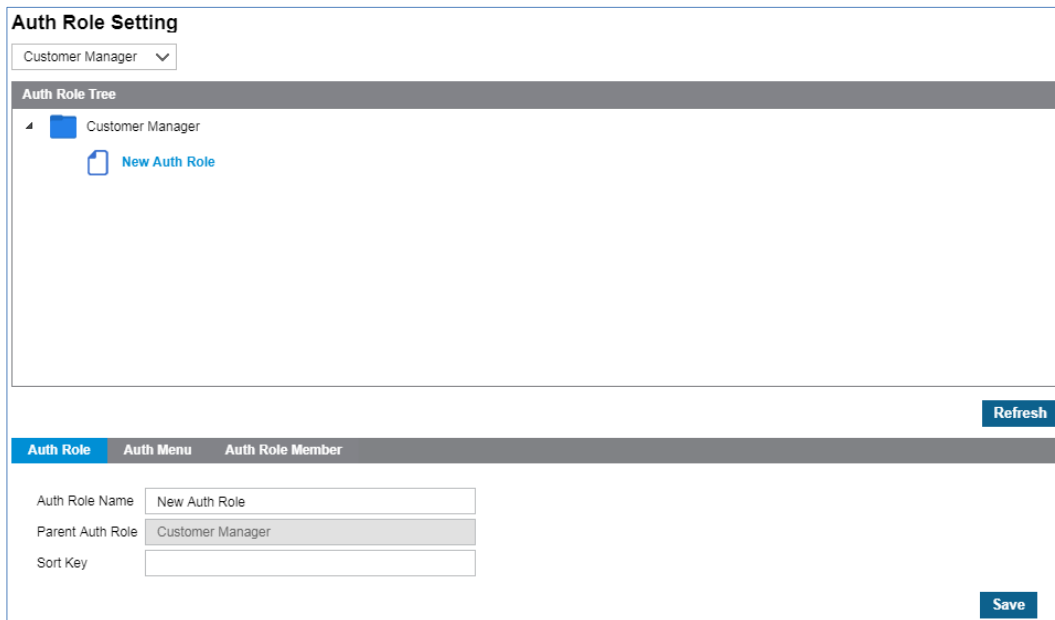 Auth Role Setting
Customer Manager
Auth Role Tree
Customer Manager
New Auth Role
Refresh
Auth Role Auth Menu Auth Role Member
Auth Role Name New Auth Role
Parent Auth Role Customer Manager
Sort Key
Save